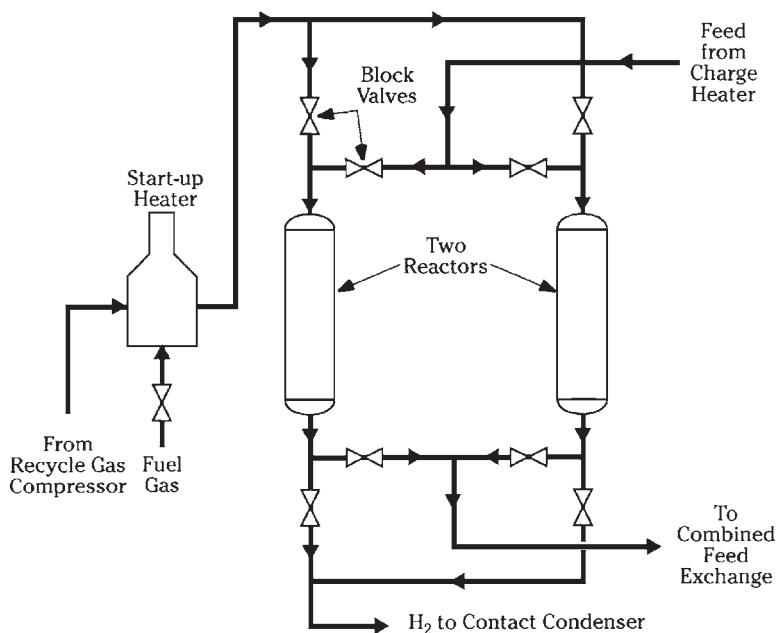 Feed
from
Charge
Heater
Block
Valves
Start-up
Heater
Two
Reactors
From
Recycle Gas
Compressor
Fuel
Gas
To
Combined
Feed
Exchange
H₂ to Contact Condenser